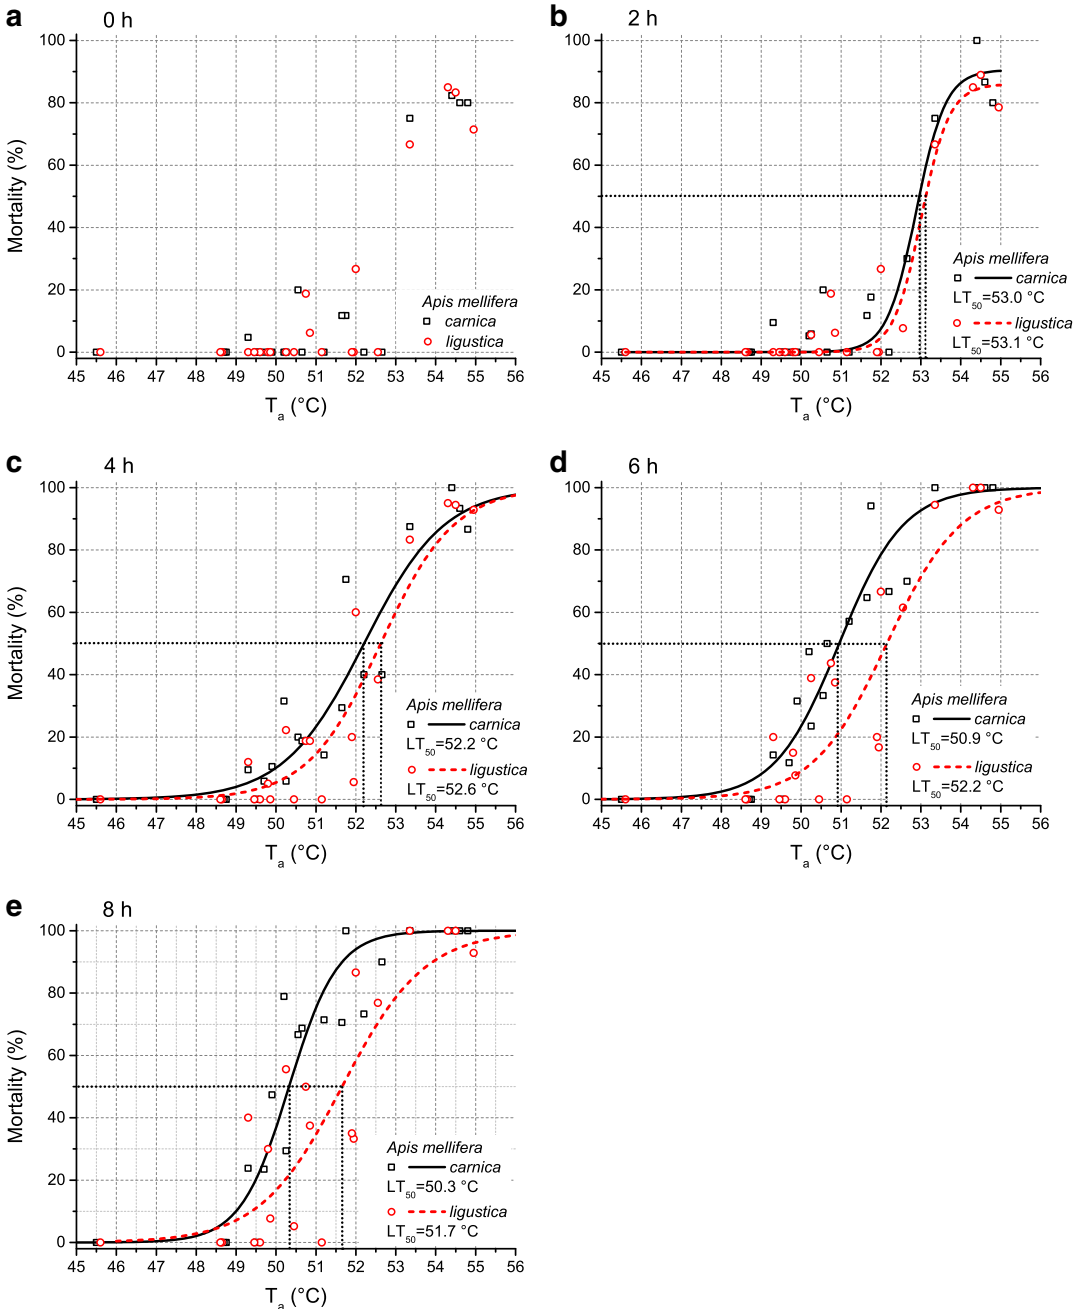 a 0 h
100
80
60
40
20
0
Mortality (%)
Apis mellifera
carnica
ligustica
45 46 47 48 49 50 51 52 53 54 55 56
Ta (°C)
b 2 h
100
80
60
40
20
0
Apis mellifera
carnica
LT50=53.0 °C
ligustica
LT50=53.1 °C
45 46 47 48 49 50 51 52 53 54 55 56
Ta (°C)
c 4 h
100
80
60
40
20
0
Mortality (%)
Apis mellifera
carnica
LT50=52.2 °C
ligustica
LT50=52.6 °C
45 46 47 48 49 50 51 52 53 54 55 56
Ta (°C)
d 6 h
100
80
60
40
20
0
Apis mellifera
carnica
LT50=50.9 °C
ligustica
LT50=52.2 °C
45 46 47 48 49 50 51 52 53 54 55 56
Ta (°C)
e 8 h
100
80
60
40
20
0
Mortality (%)
Apis mellifera
carnica
LT50=50.3 °C
ligustica
LT50=51.7 °C
45 46 47 48 49 50 51 52 53 54 55 56
Ta (°C)